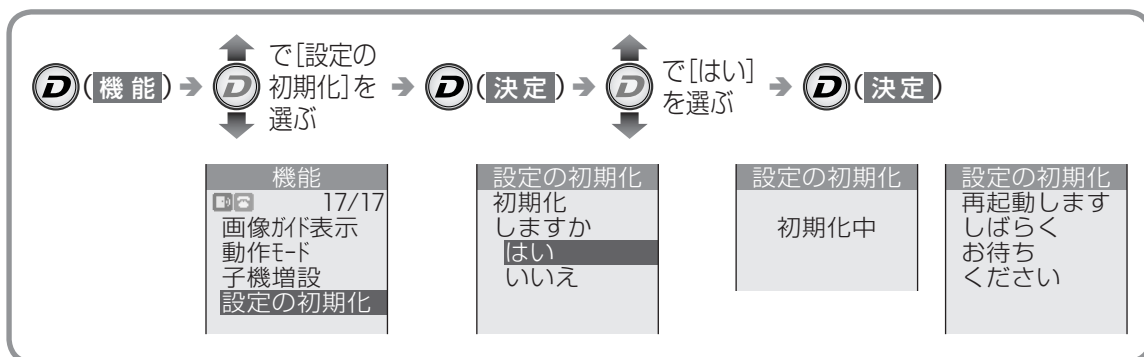 D(機能)➔ D で[設定の
初期化]を
選ぶ
➔ D(決定)➔ D で[はい]
を選ぶ
➔ D(決定)
機能
17/17
画像ガイド表示
動作モード
子機増設
設定の初期化
設定の初期化
初期化
しますか
はい
いいえ
設定の初期化
初期化中
設定の初期化
再起動します
しばらく
お待ち
ください